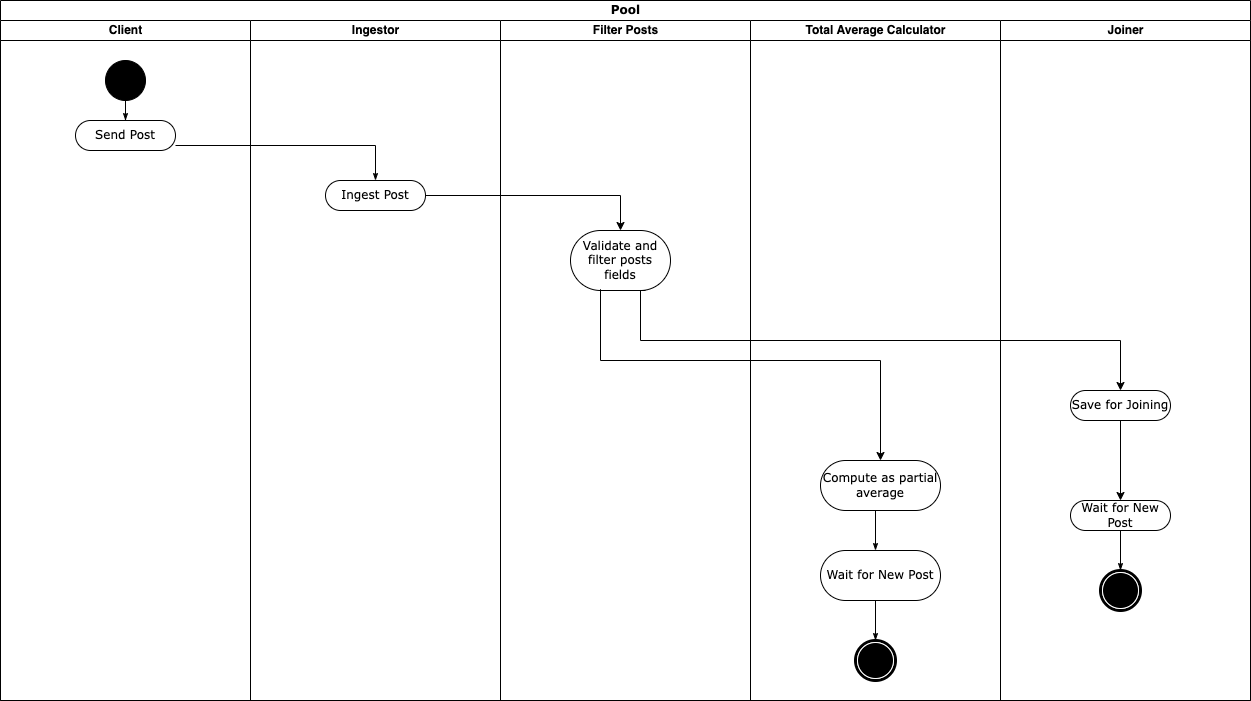 Pool
Client
Ingestor
Filter Posts
Total Average Calculator
Joiner
Send Post
Ingest Post
Validate and
filter posts
fields
Save for Joining
Compute as partial
average
Wait for New
Post
Wait for New Post